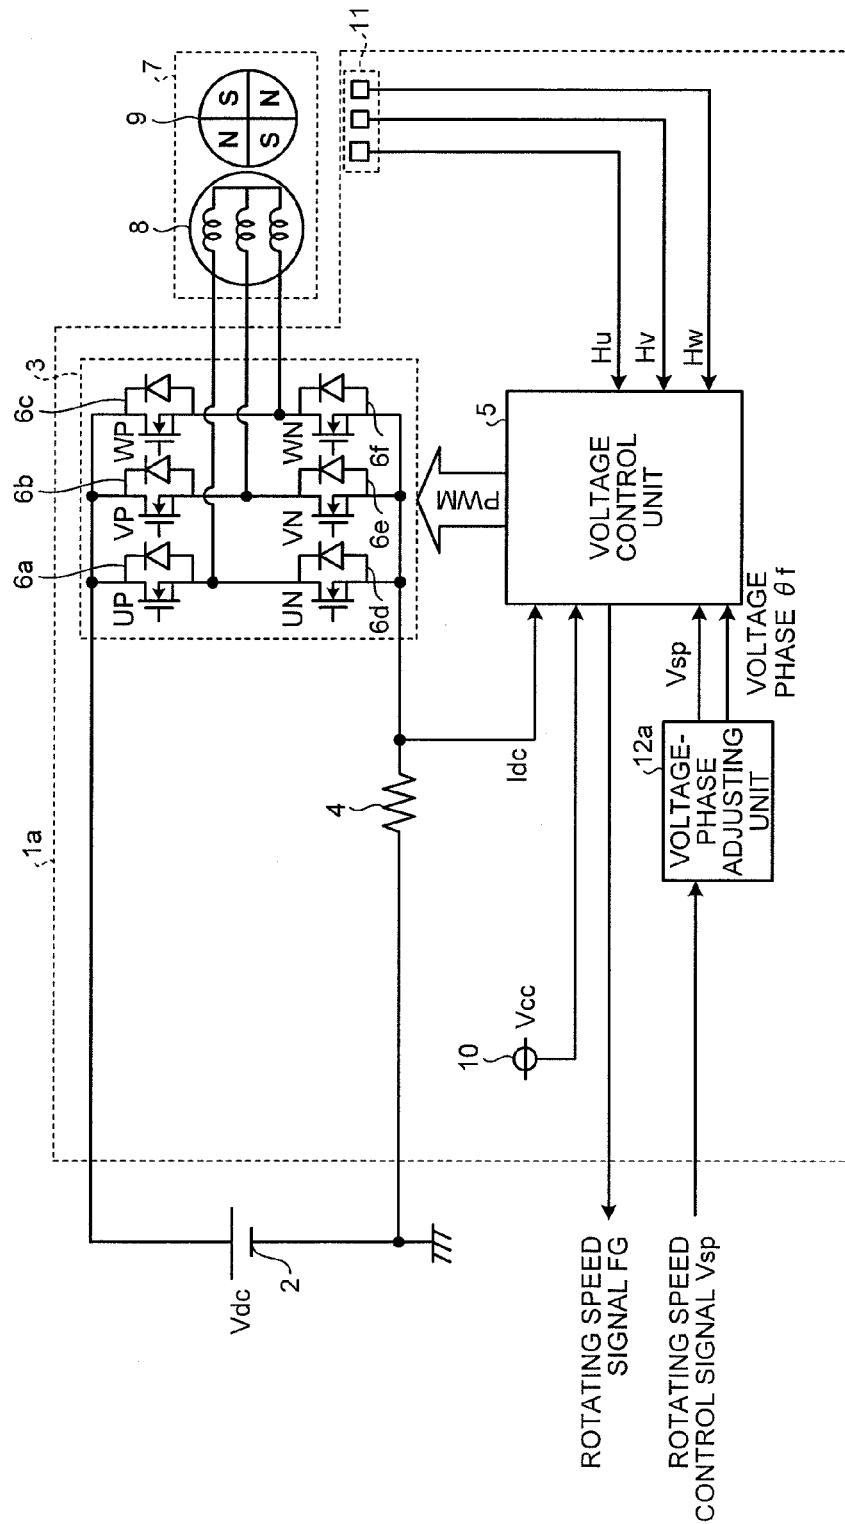 1a
3
6a
6b
6c
UP
VP
WP
UN
VN
WN
6d
6e
6f
7
8
9
N
S
S
N
11
Vdc
2
4
Idc
PWM
5
VOLTAGE
CONTROL
UNIT
Hu
Hv
Hw
10
Vcc
12a
VOLTAGE-
PHASE
ADJUSTING
UNIT
Vsp
VOLTAGE
PHASE θf
ROTATING SPEED
SIGNAL FG
ROTATING SPEED
CONTROL SIGNAL Vsp